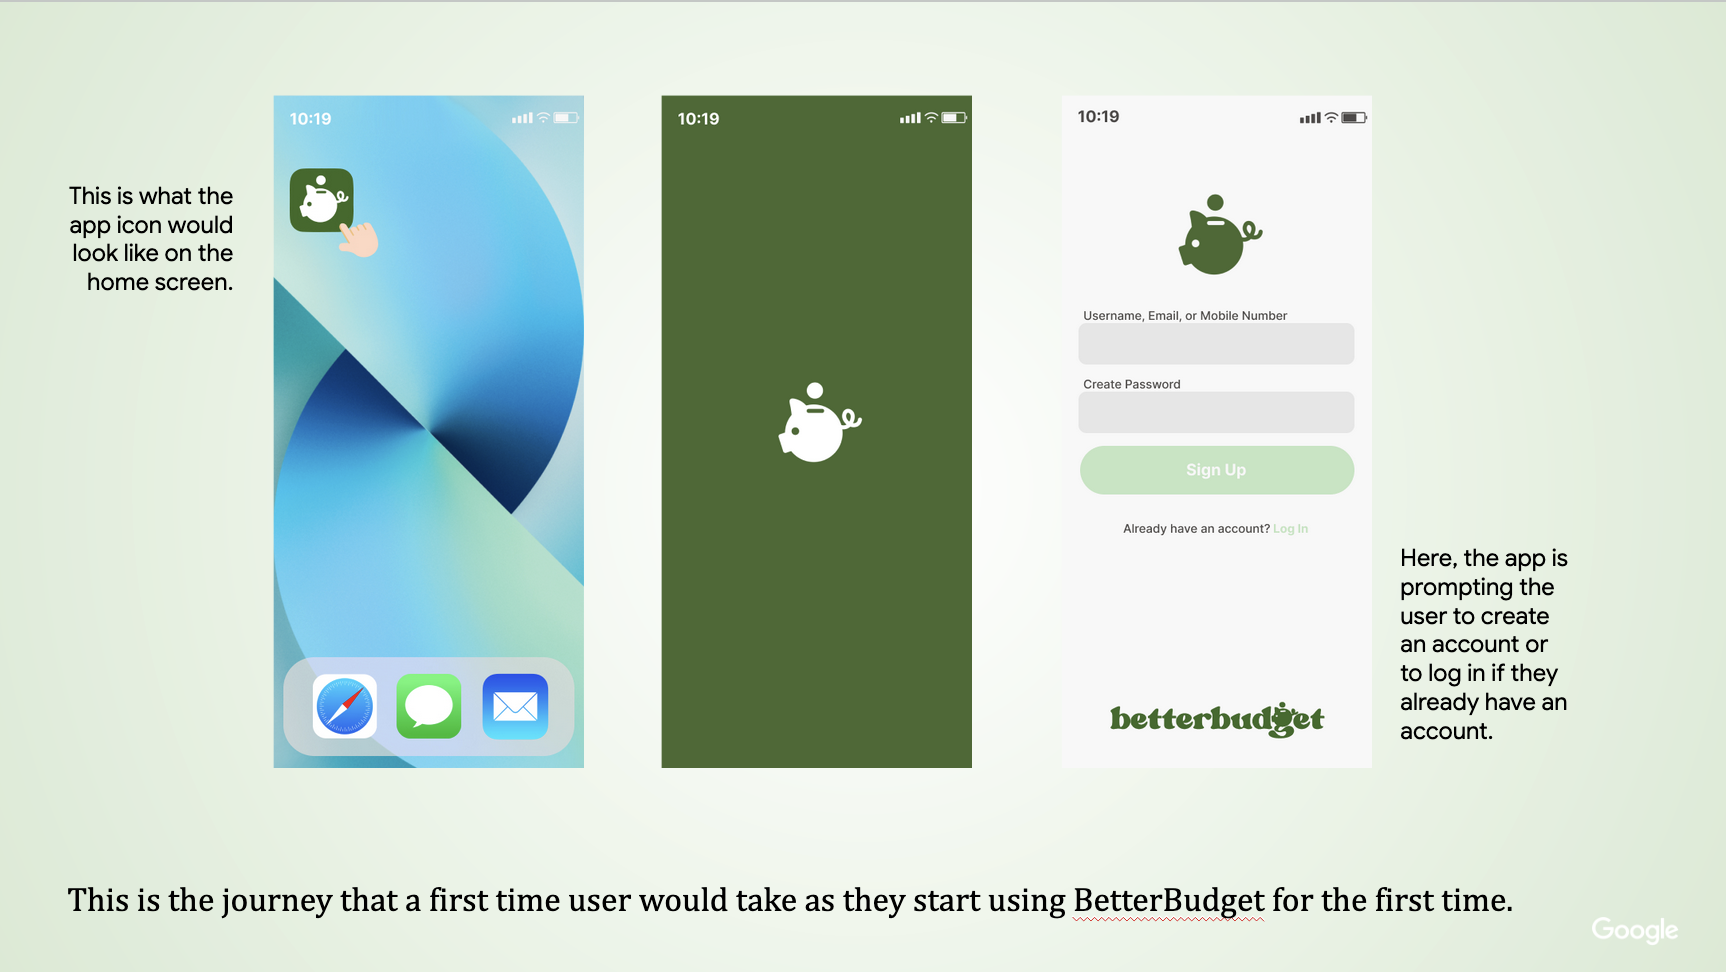 This is what the
app icon would
look like on the
home screen.
10:19
10:19
10:19
Username, Email, or Mobile Number
Create Password
Sign Up
Already have an account? Log In
betterbudget
Here, the app is
prompting the
user to create
an account or
to log in if they
already have an
account.
This is the journey that a first time user would take as they start using BetterBudget for the first time.
Google